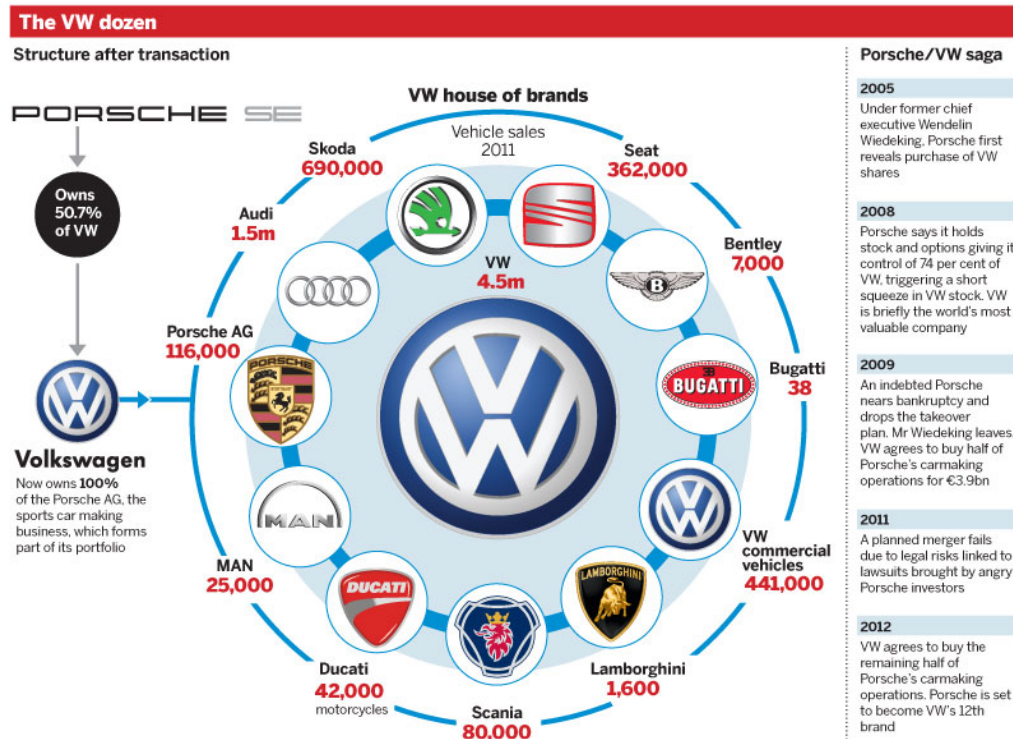 The VW dozen
Structure after transaction
PORSCHE SE
Owns
50.7%
of VW
Volkswagen
Now owns 100%
of the Porsche AG, the
sports car making
business, which forms
part of its portfolio
VW house of brands
Vehicle sales
2011
Skoda
690,000
Seat
362,000
Audi
1.5m
Bentley
7,000
VW
4.5m
Porsche AG
116,000
PORSCHE
Bugatti
38
BUGATTI
MAN
MAN
25,000
VW
commercial
vehicles
441,000
DUCATI
Ducati
42,000
motorcycles
Scania
80,000
LAMBORGHINI
Lamborghini
1,600
B
Porsche/VW saga
2005
Under former chief
executive Wendelin
Wiedeking, Porsche first
reveals purchase of VW
shares
2008
Porsche says it holds
stock and options giving it
control of 74 per cent of
VW, triggering a short
squeeze in VW stock. VW
is briefly the world's most
valuable company
2009
An indebted Porsche
nears bankruptcy and
drops the takeover
plan. Mr Wiedeking leaves.
VW agrees to buy half of
Porsche's carmaking
operations for €3.9bn
2011
A planned merger fails
due to legal risks linked to
lawsuits brought by angry
Porsche investors
2012
VW agrees to buy the
remaining half of
Porsche's carmaking
operations. Porsche is set
to become VW's 12th
brand